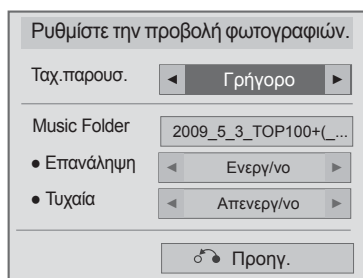 Ρυθμίστε την προβολή φωτογραφιών.
Ταχ.παρουσ. ◄ Γρήγορο ►
Music Folder 2009_5_3_TOP100+(_...
● Επανάληψη ◄ Ενεργ/νο ►
● Τυχαία ◄ Απενεργ/νο ►
Προηγ.